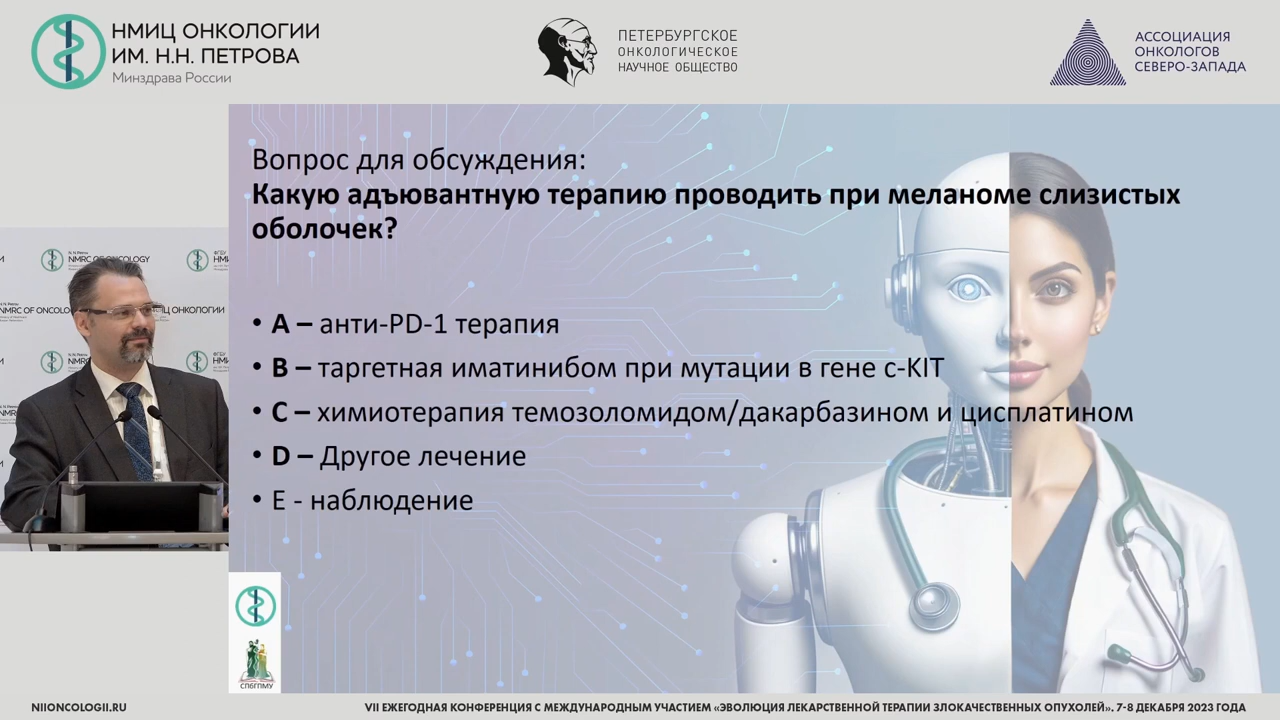 НМИЦ ОНКОЛОГИИ
ИМ. Н.Н. ПЕТРОВА
Минздрава России
ПЕТЕРБУРГСКОЕ
ОНКОЛОГИЧЕСКОЕ
НАУЧНОЕ ОБЩЕСТВО
АССОЦИАЦИЯ
ОНКОЛОГОВ
СЕВЕРО-ЗАПАДА
Вопрос для обсуждения:
Какую адъювантную терапию проводить при меланоме слизистых
оболочек?
• A – анти-PD-1 терапия
• B – таргетная иматинибом при мутации в гене c-KIT
• C – химиотерапия темозоломидом/дакарбазином и цисплатином
• D – Другое лечение
• E - наблюдение
NMRC OF ONCOLOGY
СПбГПМУ
NIIONCOLOGII.RU
VII ЕЖЕГОДНАЯ КОНФЕРЕНЦИЯ С МЕЖДУНАРОДНЫМ УЧАСТИЕМ «ЭВОЛЮЦИЯ ЛЕКАРСТВЕННОЙ ТЕРАПИИ ЗЛОКАЧЕСТВЕННЫХ ОПУХОЛЕЙ». 7-8 ДЕКАБРЯ 2023 ГОДА